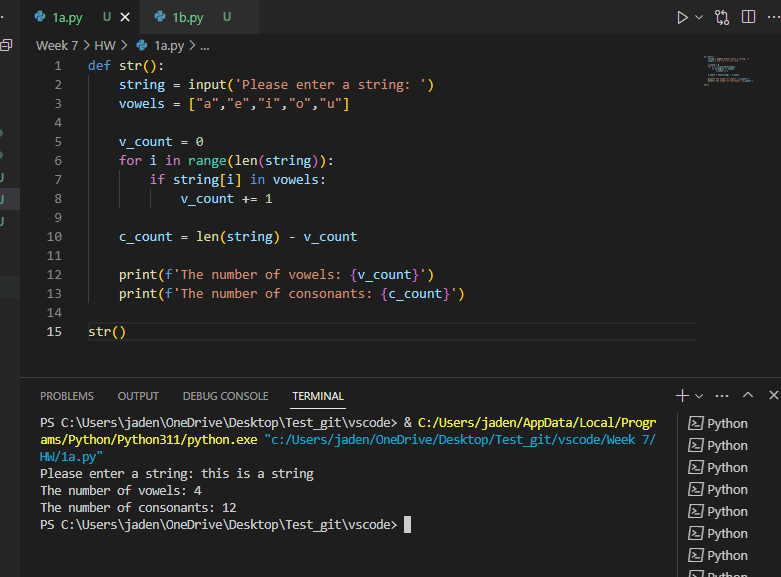 1a.py U 1b.py U
Week 7 > HW > 1a.py > ...
1 def str():
2     string = input('Please enter a string: ')
3     vowels = ["a","e","i","o","u"]
4
5     v_count = 0
6     for i in range(len(string)):
7         if string[i] in vowels:
8             v_count += 1
9
10     c_count = len(string) - v_count
11
12     print(f'The number of vowels: {v_count}')
13     print(f'The number of consonants: {c_count}')
14
15 str()
PROBLEMS OUTPUT DEBUG CONSOLE TERMINAL
PS C:\Users\jaden\OneDrive\Desktop\Test_git\vscode> & C:/Users/jaden/AppData/Local/Progr
ams/Python/Python311/python.exe "c:/Users/jaden/OneDrive/Desktop/Test_git/vscode/Week 7/
HW/1a.py"
Please enter a string: this is a string
The number of vowels: 4
The number of consonants: 12
PS C:\Users\jaden\OneDrive\Desktop\Test_git\vscode>
Python
Python
Python
Python
Python
Python
Python
Python